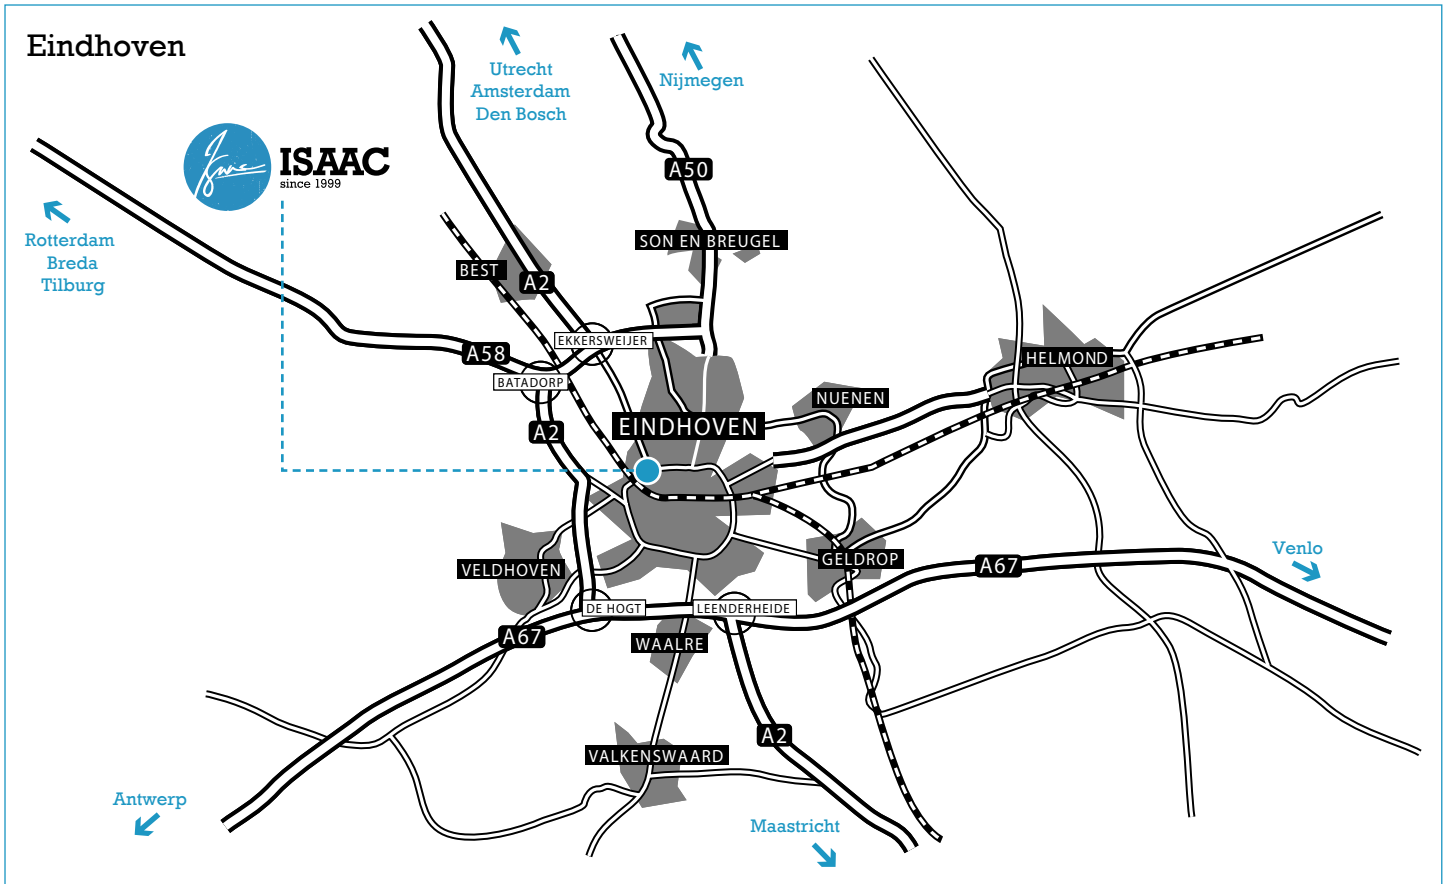 Eindhoven
Utrecht
Amsterdam
Den Bosch
Nijmegen
ISAAC
since 1999
A50
Rotterdam
Breda
Tilburg
SON EN BREUGEL
BEST
A2
EKKERSWEIJER
A58
BATADORP
HELMOND
NUENEN
EINDHOVEN
A2
VELDHOVEN
GELDROP
A67
Venlo
DE HOGT
LEENDERHEIDE
A67
WAALRE
A2
VALKENSWAARD
Antwerp
Maastricht